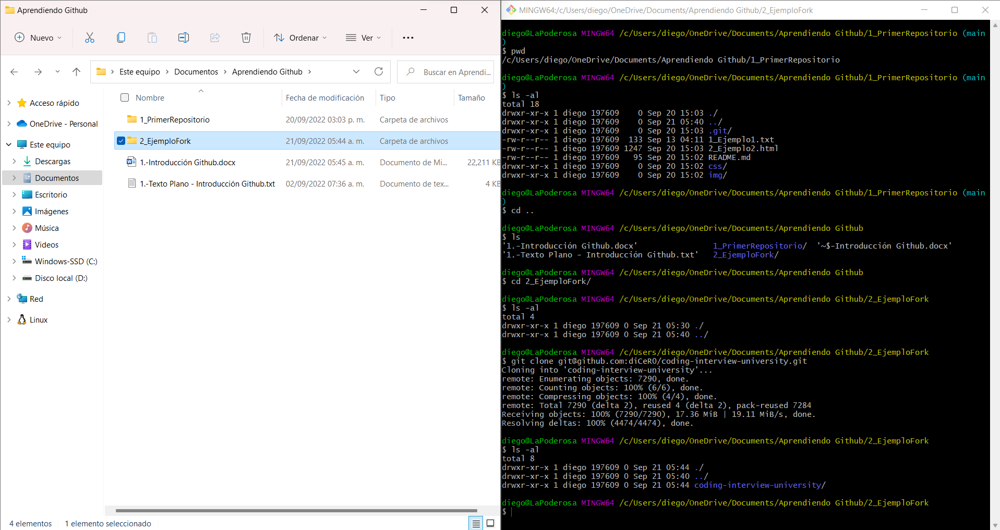 Aprendiendo Github
Nuevo
Ordenar
Ver
Este equipo > Documentos > Aprendiendo Github >
Buscar en Aprendi...
Acceso rápido
OneDrive - Personal
Este equipo
Descargas
Documentos
Escritorio
Imágenes
Música
Videos
Windows-SSD (C:)
Disco local (D:)
Red
Linux
Nombre Fecha de modificación Tipo Tamaño
1_PrimerRepositorio 20/09/2022 03:03 p. m. Carpeta de archivos
2_EjemploFork 21/09/2022 05:44 a. m. Carpeta de archivos
1.-Introducción Github.docx 21/09/2022 05:45 a. m. Documento de Mi... 22,211 KB
1.-Texto Plano - Introducción Github.txt 02/09/2022 07:36 a. m. Documento de tex... 4 KB
4 elementos 1 elemento seleccionado
MINGW64:/c/Users/diego/OneDrive/Documents/Aprendiendo Github/2_EjemploFork
diego@LaPoderosa MINGW64 /c/Users/diego/OneDrive/Documents/Aprendiendo Github/1_PrimerRepositorio (main
)
$ pwd
/c/Users/diego/OneDrive/Documents/Aprendiendo Github/1_PrimerRepositorio
diego@LaPoderosa MINGW64 /c/Users/diego/OneDrive/Documents/Aprendiendo Github/1_PrimerRepositorio (main
)
$ ls -al
total 18
drwxr-xr-x 1 diego 197609    0 Sep 20 15:03 ./
drwxr-xr-x 1 diego 197609    0 Sep 21 05:40 ../
drwxr-xr-x 1 diego 197609    0 Sep 20 15:03 .git/
-rw-r--r-- 1 diego 197609  133 Sep 13 04:11 1_Ejemplo1.txt
-rw-r--r-- 1 diego 197609 1247 Sep 20 15:03 2_Ejemplo2.html
-rw-r--r-- 1 diego 197609   95 Sep 20 15:02 README.md
drwxr-xr-x 1 diego 197609    0 Sep 20 15:02 css/
drwxr-xr-x 1 diego 197609    0 Sep 20 15:02 img/
diego@LaPoderosa MINGW64 /c/Users/diego/OneDrive/Documents/Aprendiendo Github/1_PrimerRepositorio (main
)
$ cd ..
diego@LaPoderosa MINGW64 /c/Users/diego/OneDrive/Documents/Aprendiendo Github
$ ls
'1.-Introducción Github.docx' 1_PrimerRepositorio/ '~$-Introducción Github.docx'
'1.-Texto Plano - Introducción Github.txt' 2_EjemploFork/
diego@LaPoderosa MINGW64 /c/Users/diego/OneDrive/Documents/Aprendiendo Github
$ cd 2_EjemploFork/
diego@LaPoderosa MINGW64 /c/Users/diego/OneDrive/Documents/Aprendiendo Github/2_EjemploFork
$ ls -al
total 4
drwxr-xr-x 1 diego 197609 0 Sep 21 05:30 ./
drwxr-xr-x 1 diego 197609 0 Sep 21 05:40 ../
diego@LaPoderosa MINGW64 /c/Users/diego/OneDrive/Documents/Aprendiendo Github/2_EjemploFork
$ git clone git@github.com:diCeR0/coding-interview-university.git
Cloning into 'coding-interview-university'...
remote: Enumerating objects: 7290, done.
remote: Counting objects: 100% (6/6), done.
remote: Compressing objects: 100% (4/4), done.
remote: Total 7290 (delta 2), reused 4 (delta 2), pack-reused 7284
Receiving objects: 100% (7290/7290), 17.36 MiB | 19.11 MiB/s, done.
Resolving deltas: 100% (4474/4474), done.
diego@LaPoderosa MINGW64 /c/Users/diego/OneDrive/Documents/Aprendiendo Github/2_EjemploFork
$ ls -al
total 8
drwxr-xr-x 1 diego 197609 0 Sep 21 05:44 ./
drwxr-xr-x 1 diego 197609 0 Sep 21 05:40 ../
drwxr-xr-x 1 diego 197609 0 Sep 21 05:44 coding-interview-university/
diego@LaPoderosa MINGW64 /c/Users/diego/OneDrive/Documents/Aprendiendo Github/2_EjemploFork
$